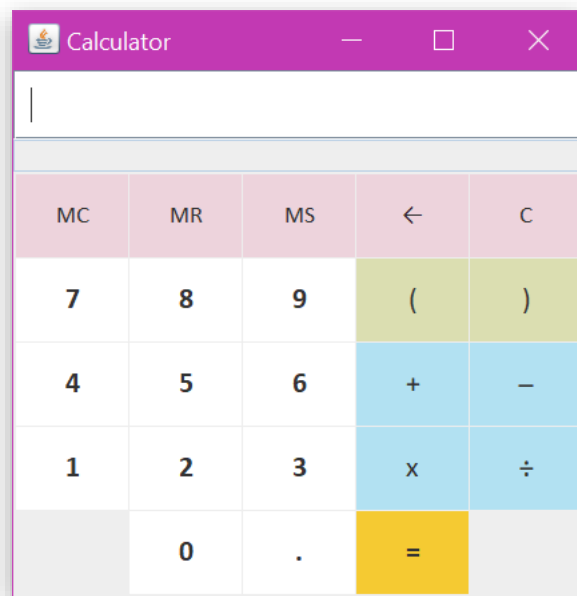 Calculator
MC MR MS ← C
7 8 9 ( )
4 5 6 + –
1 2 3 x ÷
0 . =